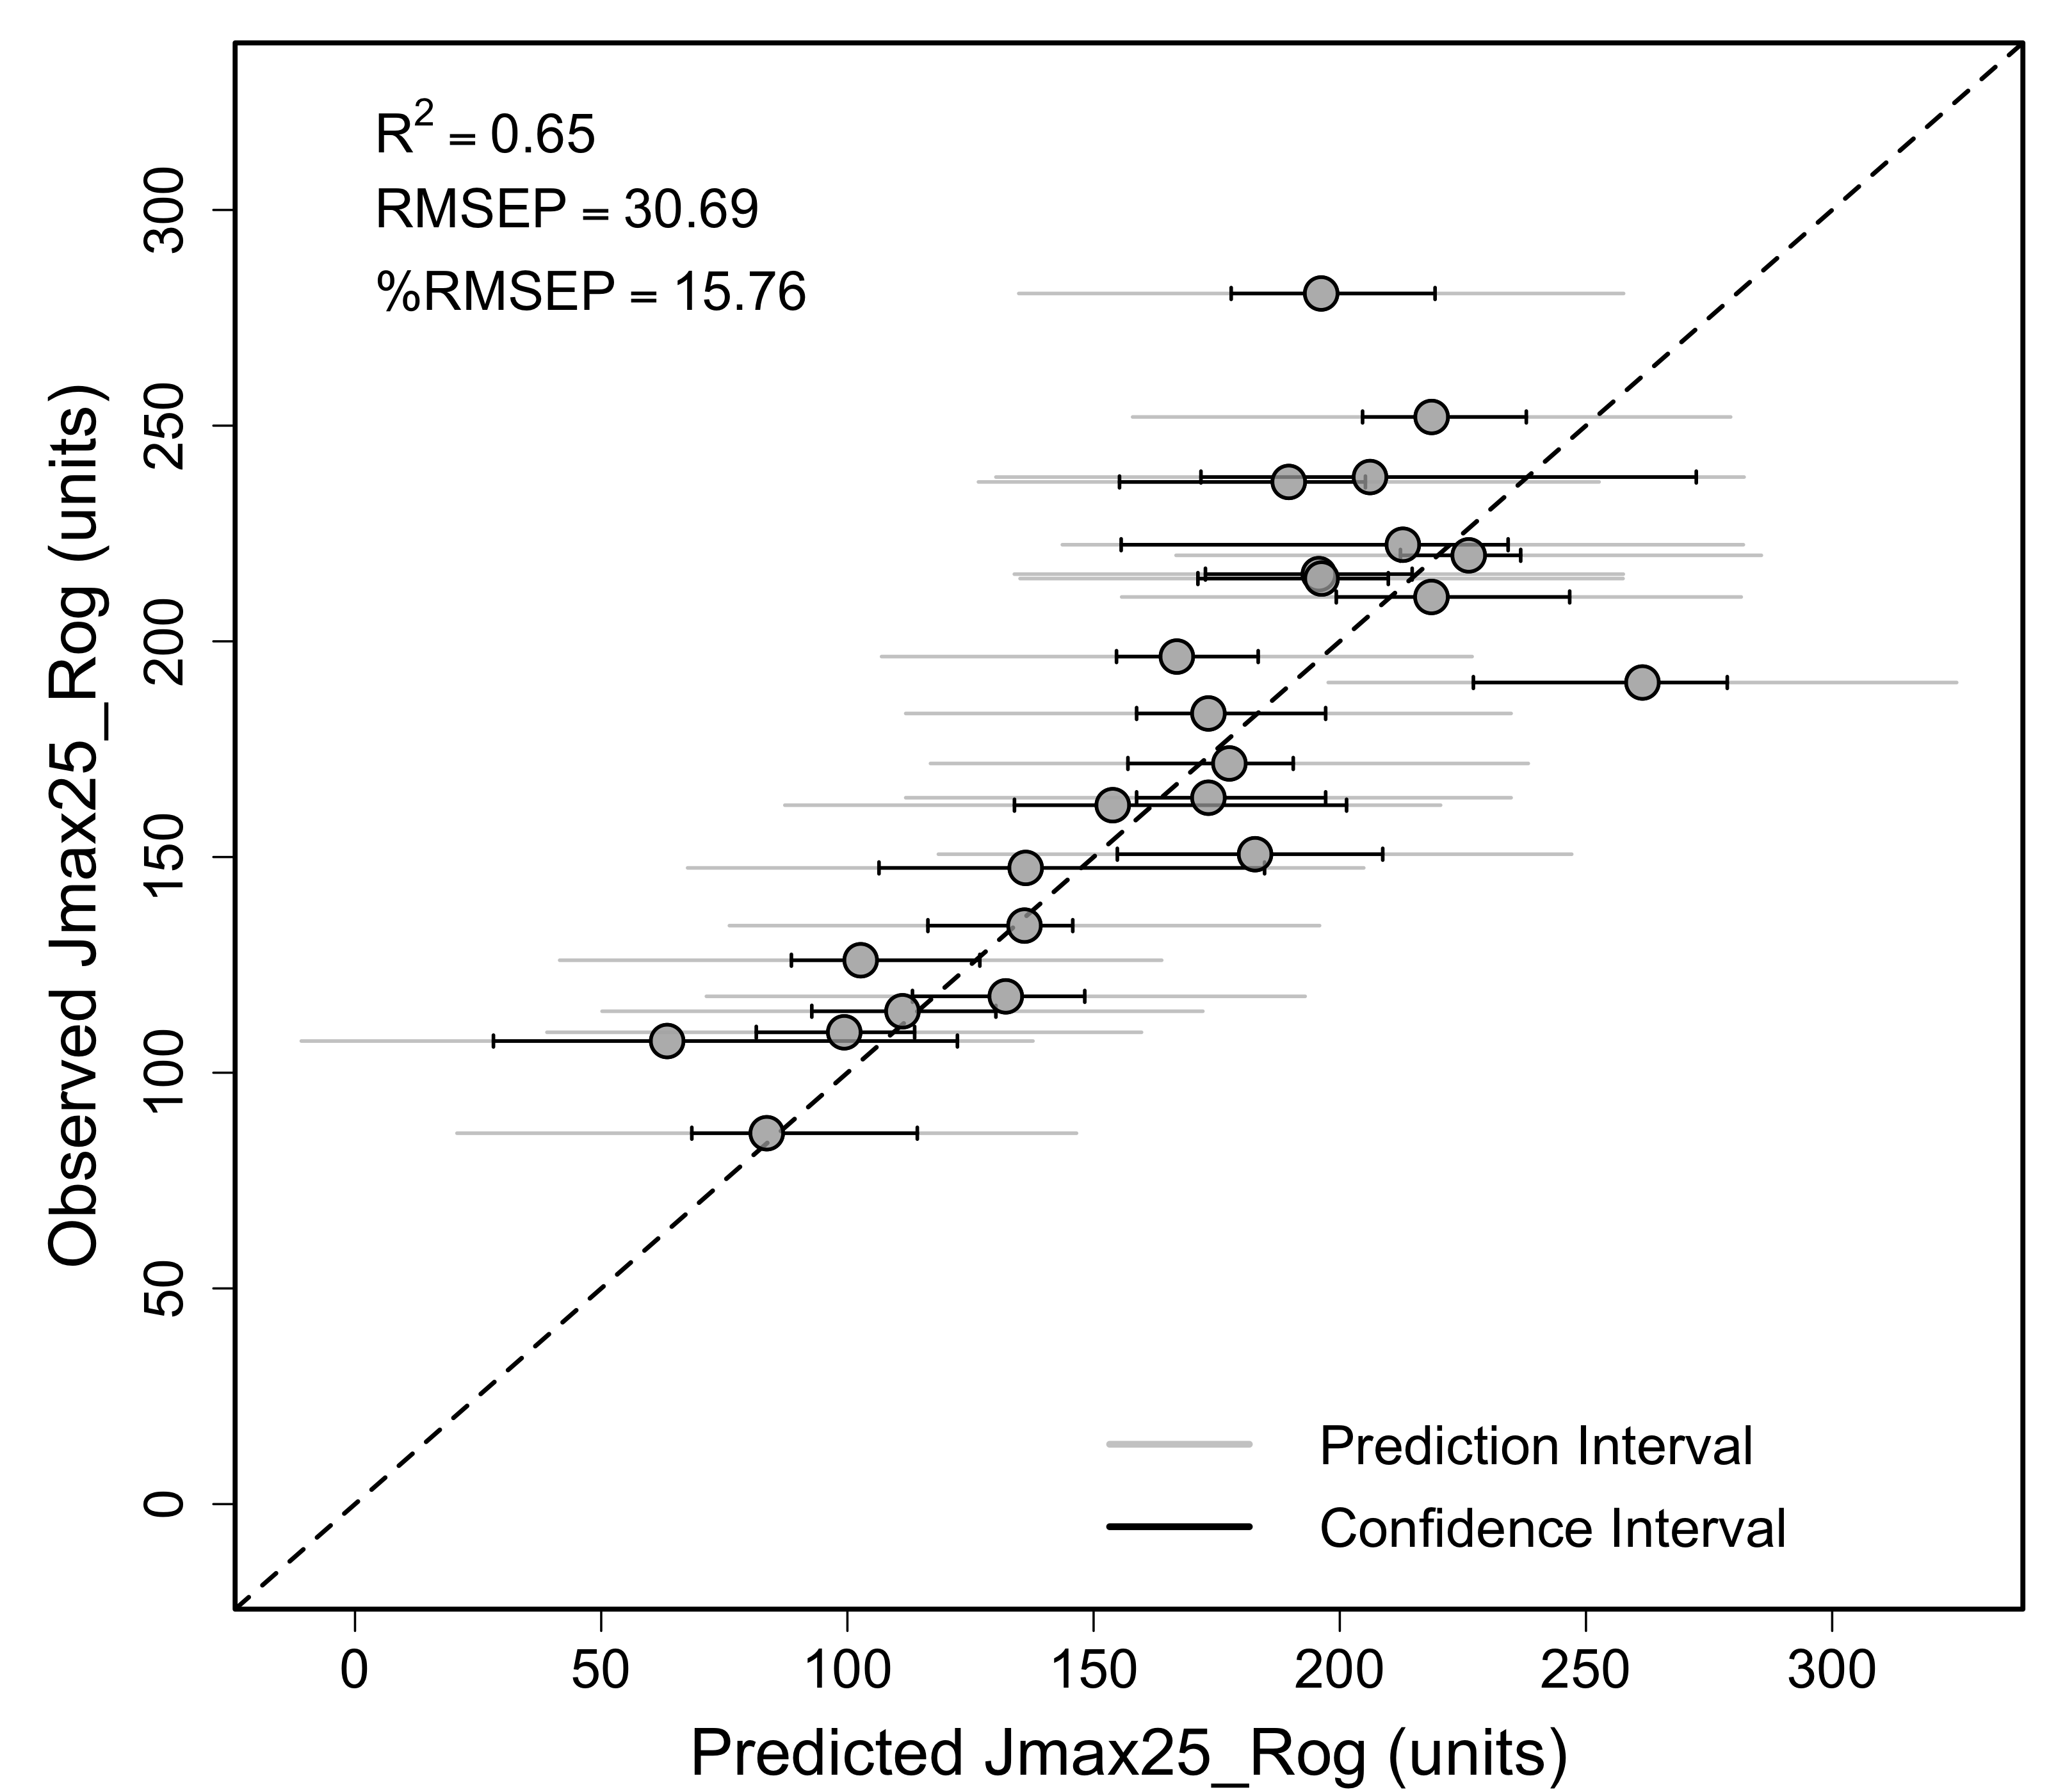 R² = 0.65
RMSEP = 30.69
%RMSEP = 15.76
Observed Jmax25_Rog (units)
300
250
200
150
100
50
0
Prediction Interval
Confidence Interval
0 50 100 150 200 250 300
Predicted Jmax25_Rog (units)